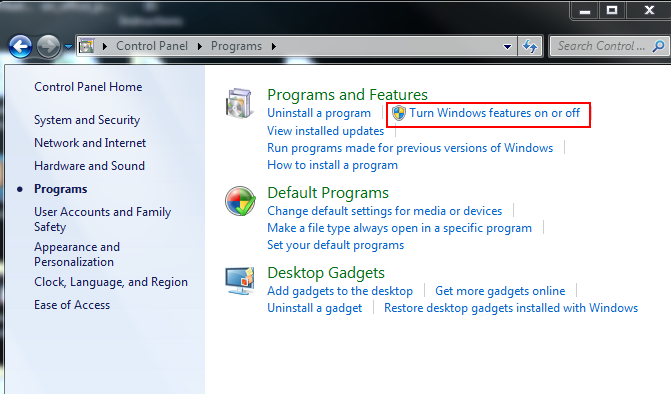 Instructions
Control Panel ▸ Programs ▸
Search Control ...
Control Panel Home
System and Security
Network and Internet
Hardware and Sound
Programs
User Accounts and Family
Safety
Appearance and
Personalization
Clock, Language, and Region
Ease of Access
Programs and Features
Uninstall a program
Turn Windows features on or off
View installed updates
Run programs made for previous versions of Windows
How to install a program
Default Programs
Change default settings for media or devices
Make a file type always open in a specific program
Set your default programs
Desktop Gadgets
Add gadgets to the desktop
Get more gadgets online
Uninstall a gadget
Restore desktop gadgets installed with Windows